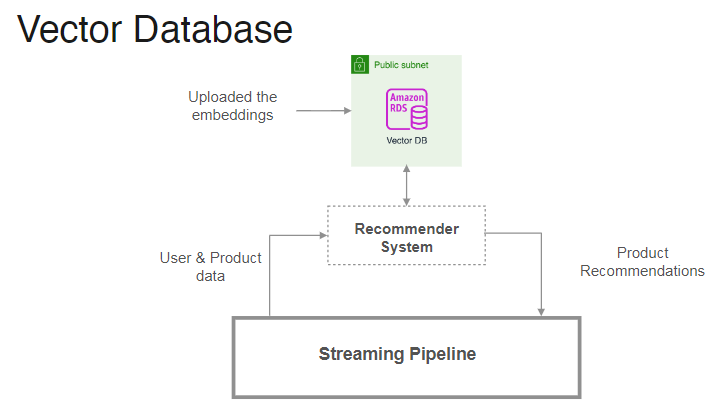 Vector Database
Public subnet
Uploaded the
embeddings
Amazon
RDS
Vector DB
Recommender
System
User & Product
data
Product
Recommendations
Streaming Pipeline